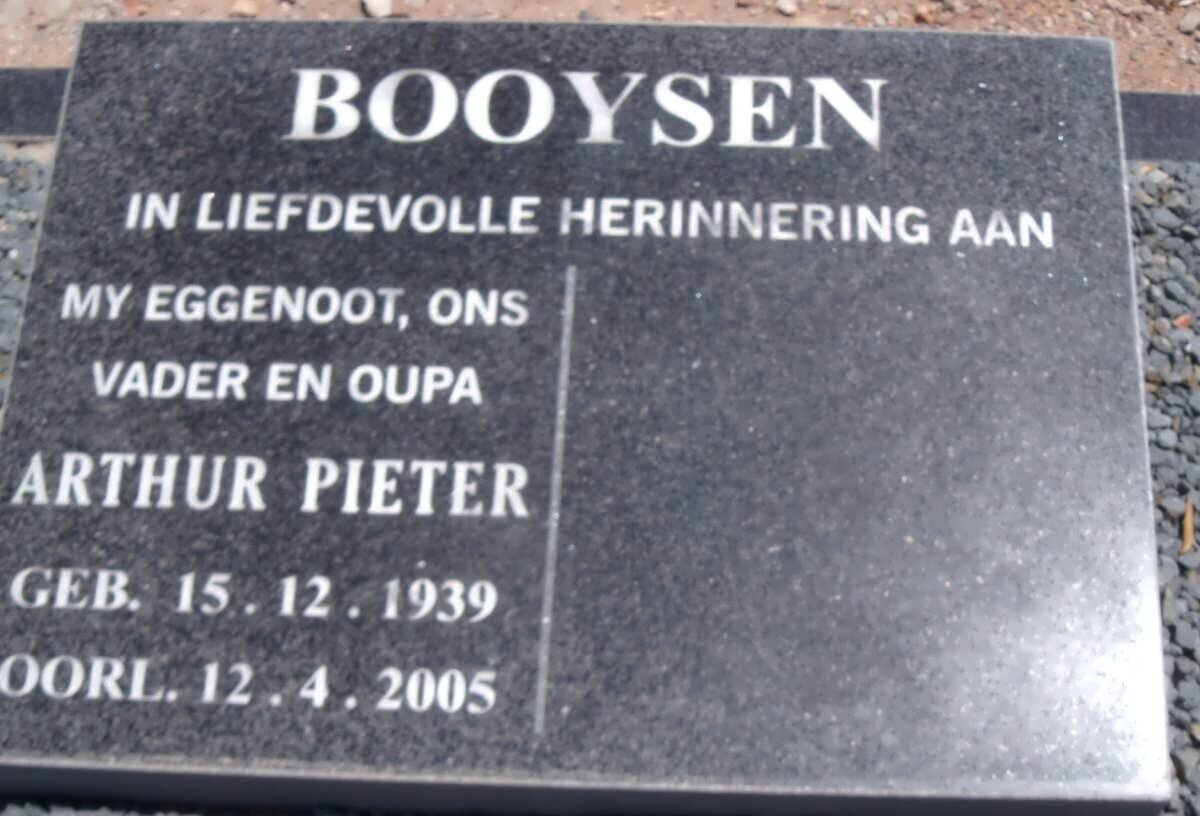 BOOYSEN
IN LIEFDEVOLLE HERINNERING AAN
MY EGGENOOT, ONS
VADER EN OUPA
ARTHUR PIETER
GEB. 15.12.1939
OORL. 12.4.2005